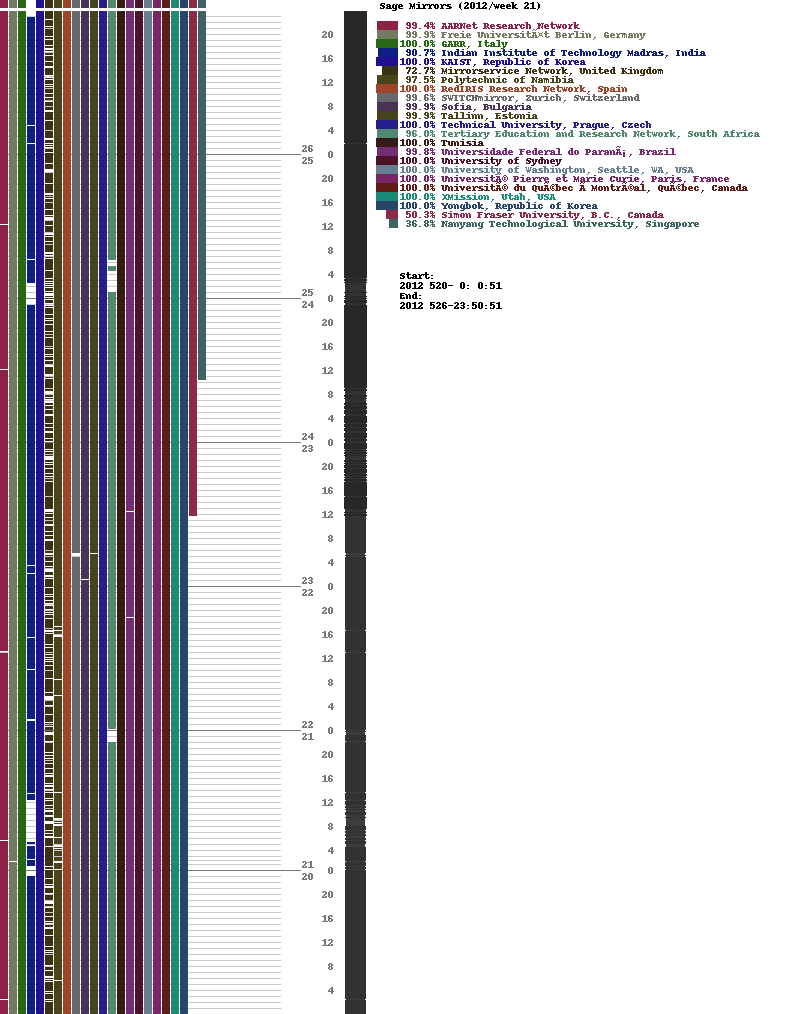 Sage Mirrors (2012/week 21)
99.4% AARNet Research Network
99.9% Freie UniversitÃ¤t Berlin, Germany
100.0% GARR, Italy
90.7% Indian Institute of Technology Madras, India
100.0% KAIST, Republic of Korea
72.7% Mirrorservice Network, United Kingdom
97.5% Polytechnic of Namibia
100.0% RedIRIS Research Network, Spain
99.6% SWITCHmirror, Zurich, Switzerland
99.9% Sofia, Bulgaria
99.9% Tallinn, Estonia
100.0% Technical University, Prague, Czech
96.0% Tertiary Education and Research Network, South Africa
100.0% Tunisia
99.8% Universidade Federal do ParanÃ¡, Brazil
100.0% University of Sydney
100.0% University of Washington, Seattle, WA, USA
100.0% UniversitÃ© Pierre et Marie Curie, Paris, France
100.0% UniversitÃ© du QuÃ©bec Ã MontrÃ©al, QuÃ©bec, Canada
100.0% XMission, Utah, USA
100.0% Yongbok, Republic of Korea
50.3% Simon Fraser University, B.C., Canada
36.8% Nanyang Technological University, Singapore
Start:
2012 520- 0: 0:51
End:
2012 526-23:50:51
20
16
12
8
4
26
0
25
20
16
12
8
4
25
0
24
20
16
12
8
4
24
0
23
20
16
12
8
4
23
0
22
20
16
12
8
4
22
0
21
20
16
12
8
4
21
0
20
20
16
12
8
4